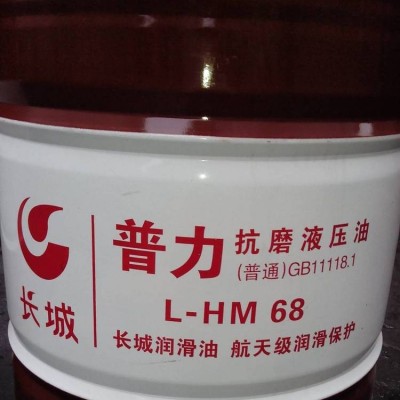 长城
普力 抗磨液压油
(普通)GB11118.1
L-HM 68
长城润滑油 航天级润滑保护